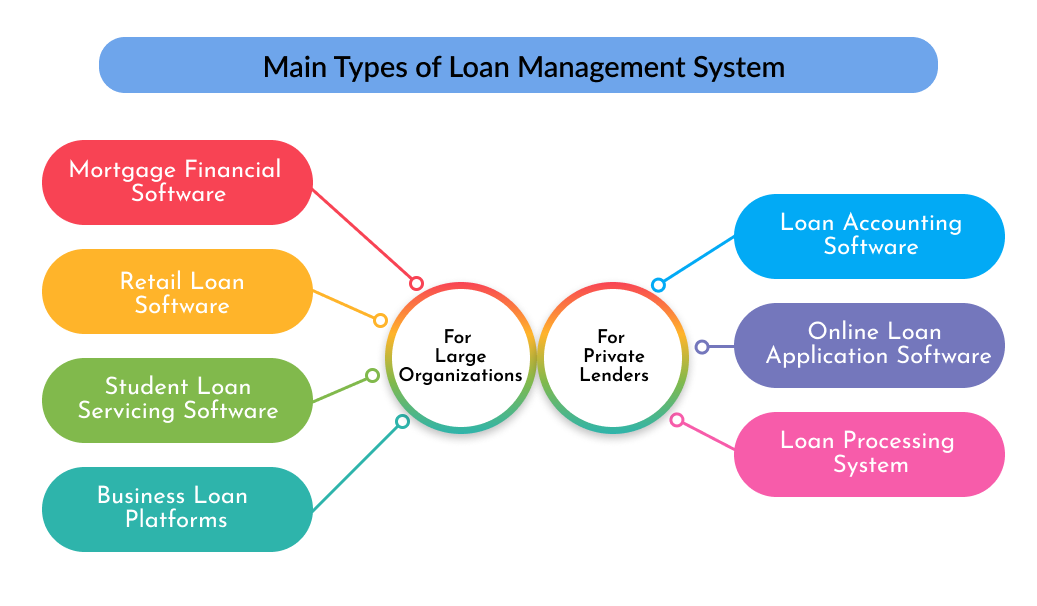 Main Types of Loan Management System
Mortgage Financial
Software
Retail Loan
Software
Student Loan
Servicing Software
Business Loan
Platforms
For
Large
Organizations
For
Private
Lenders
Loan Accounting
Software
Online Loan
Application Software
Loan Processing
System